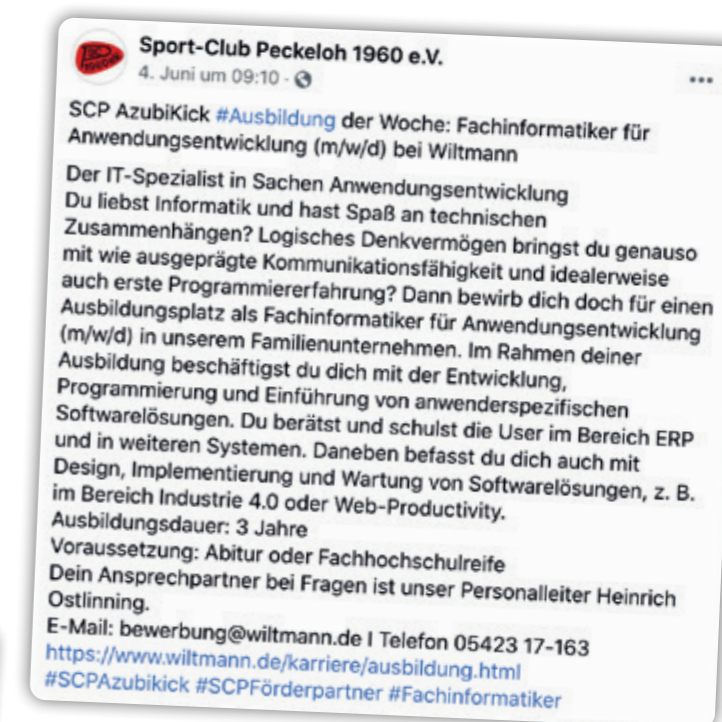 Sport-Club Peckeloh 1960 e.V.
4. Juni um 09:10 ·
SCP AzubiKick #Ausbildung der Woche: Fachinformatiker für
Anwendungsentwicklung (m/w/d) bei Wiltmann
Der IT-Spezialist in Sachen Anwendungsentwicklung
Du liebst Informatik und hast Spaß an technischen
Zusammenhängen? Logisches Denkvermögen bringst du genauso
mit wie ausgeprägte Kommunikationsfähigkeit und idealerweise
auch erste Programmiererfahrung? Dann bewirb dich doch für einen
Ausbildungsplatz als Fachinformatiker für Anwendungsentwicklung
(m/w/d) in unserem Familienunternehmen. Im Rahmen deiner
Ausbildung beschäftigst du dich mit der Entwicklung,
Programmierung und Einführung von anwenderspezifischen
Softwarelösungen. Du berätst und schulst die User im Bereich ERP
und in weiteren Systemen. Daneben befasst du dich auch mit
Design, Implementierung und Wartung von Softwarelösungen, z. B.
im Bereich Industrie 4.0 oder Web-Productivity.
Ausbildungsdauer: 3 Jahre
Voraussetzung: Abitur oder Fachhochschulreife
Dein Ansprechpartner bei Fragen ist unser Personalleiter Heinrich
Ostlinning.
E-Mail: bewerbung@wiltmann.de I Telefon 05423 17-163
https://www.wiltmann.de/karriere/ausbildung.html
#SCPAzubikick #SCPFörderpartner #Fachinformatiker